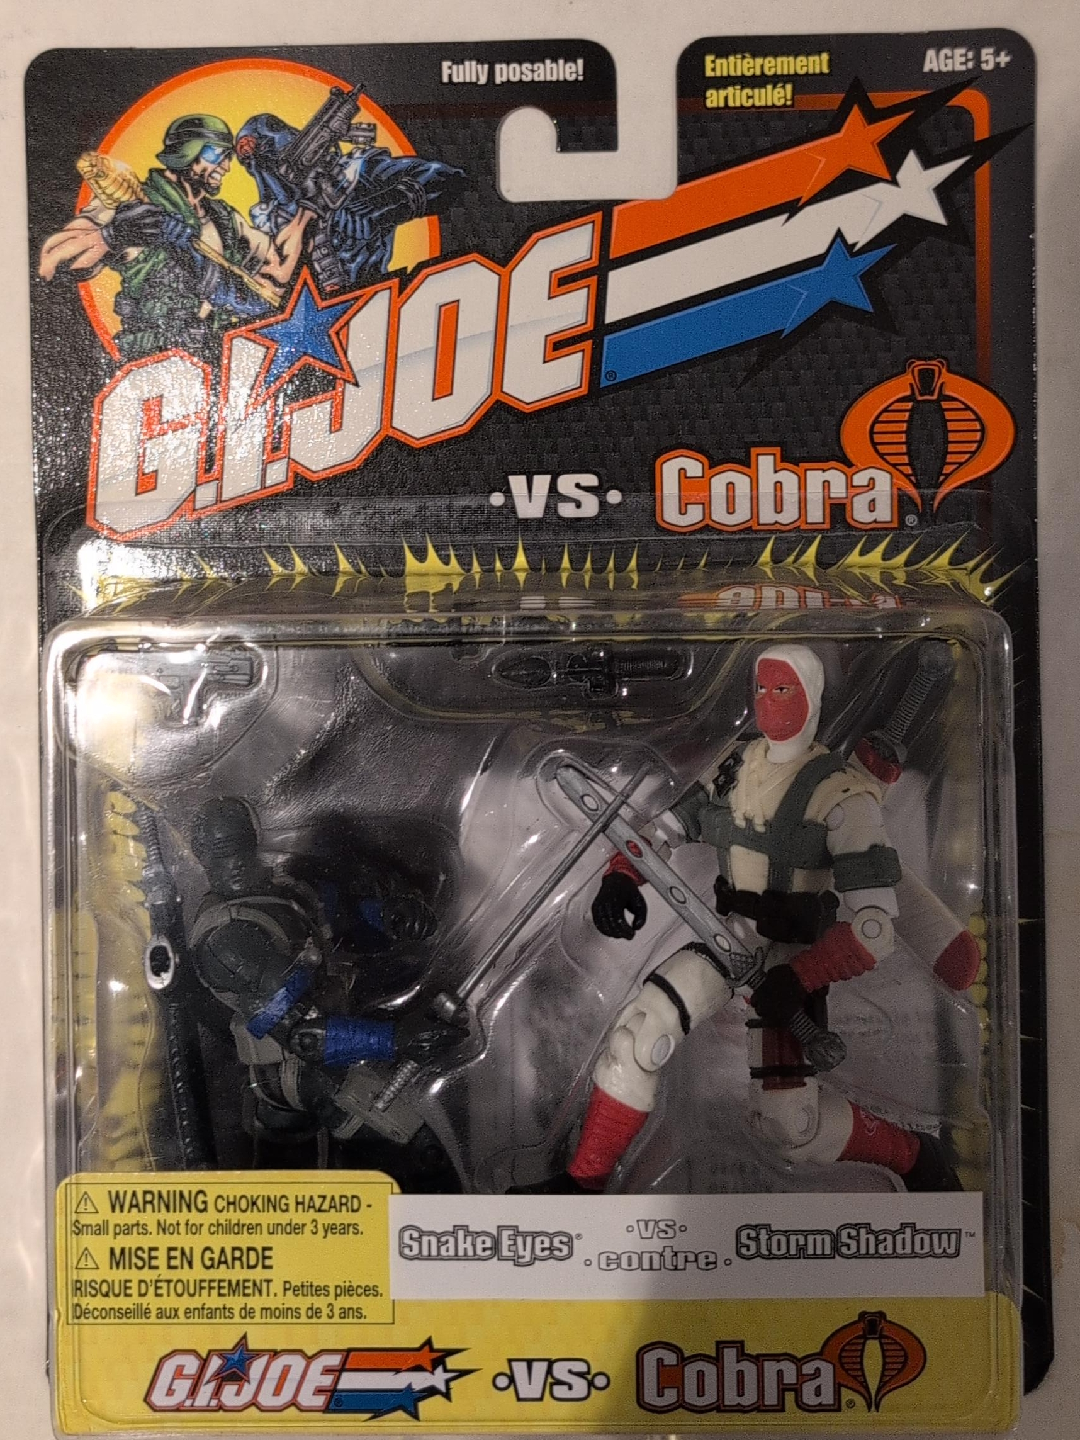 Fully posable!
Entièrement
articulé!
AGE: 5+
G.I. JOE
®
·vs· Cobra
®
⚠ WARNING CHOKING HAZARD -
Small parts. Not for children under 3 years.
⚠ MISE EN GARDE
RISQUE D'ÉTOUFFEMENT. Petites pièces.
Déconseillé aux enfants de moins de 3 ans.
Snake Eyes® ·vs· Storm Shadow™
·contre·
G.I. JOE® ·vs· Cobra®